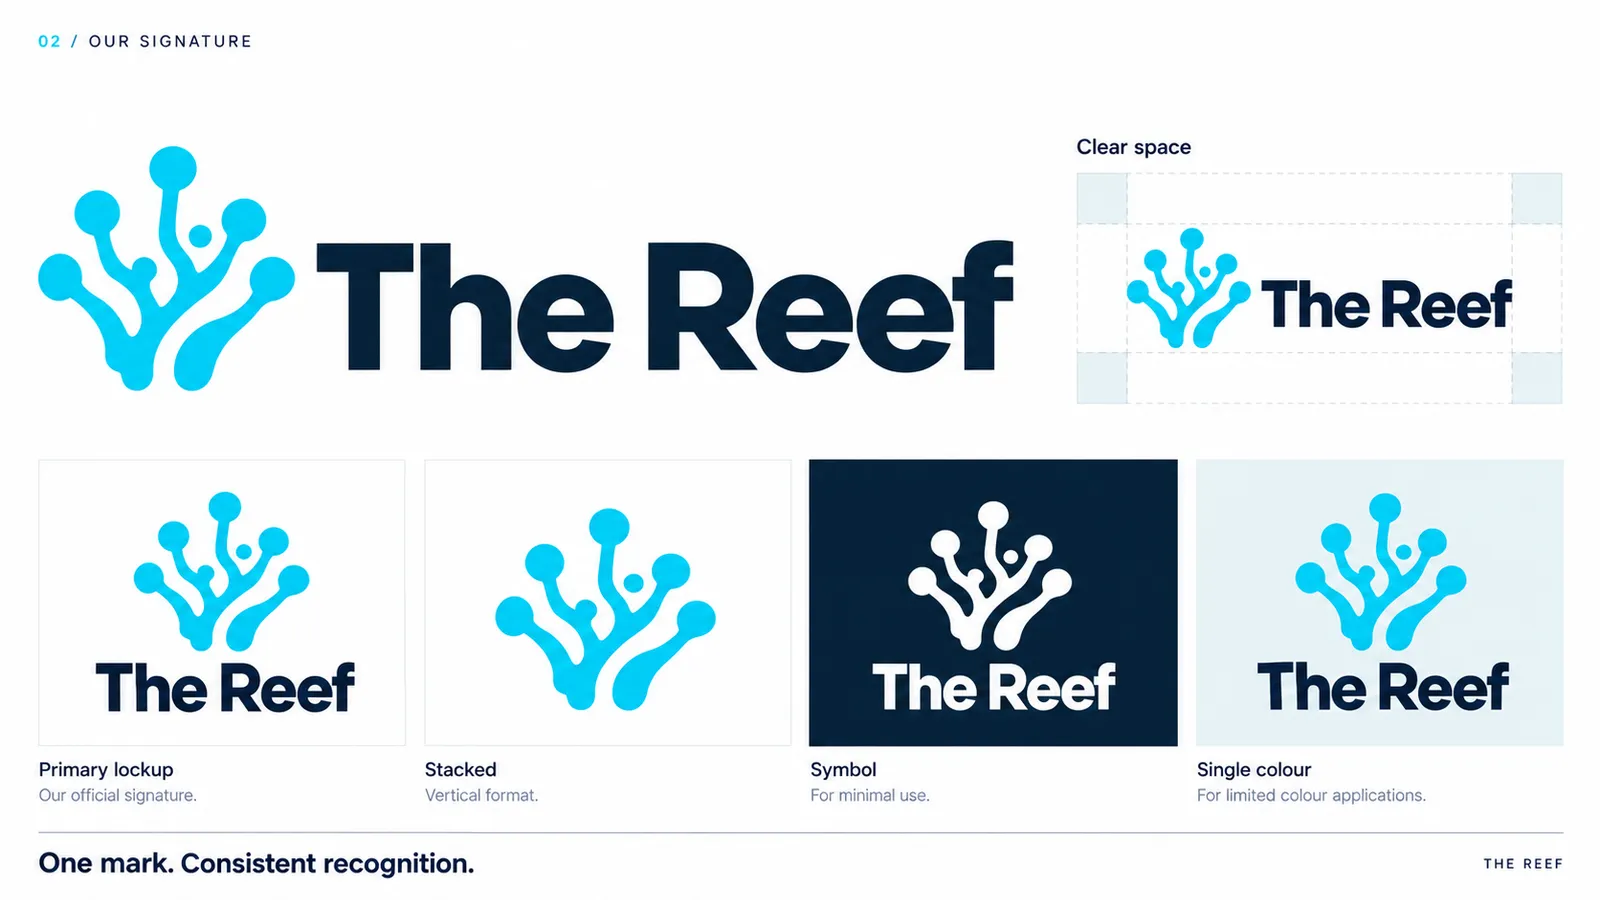 02 / OUR SIGNATURE
The Reef
Clear space
The Reef
The Reef
Primary lockup
Our official signature.
Stacked
Vertical format.
The Reef
Symbol
For minimal use.
The Reef
Single colour
For limited colour applications.
One mark. Consistent recognition.
THE REEF